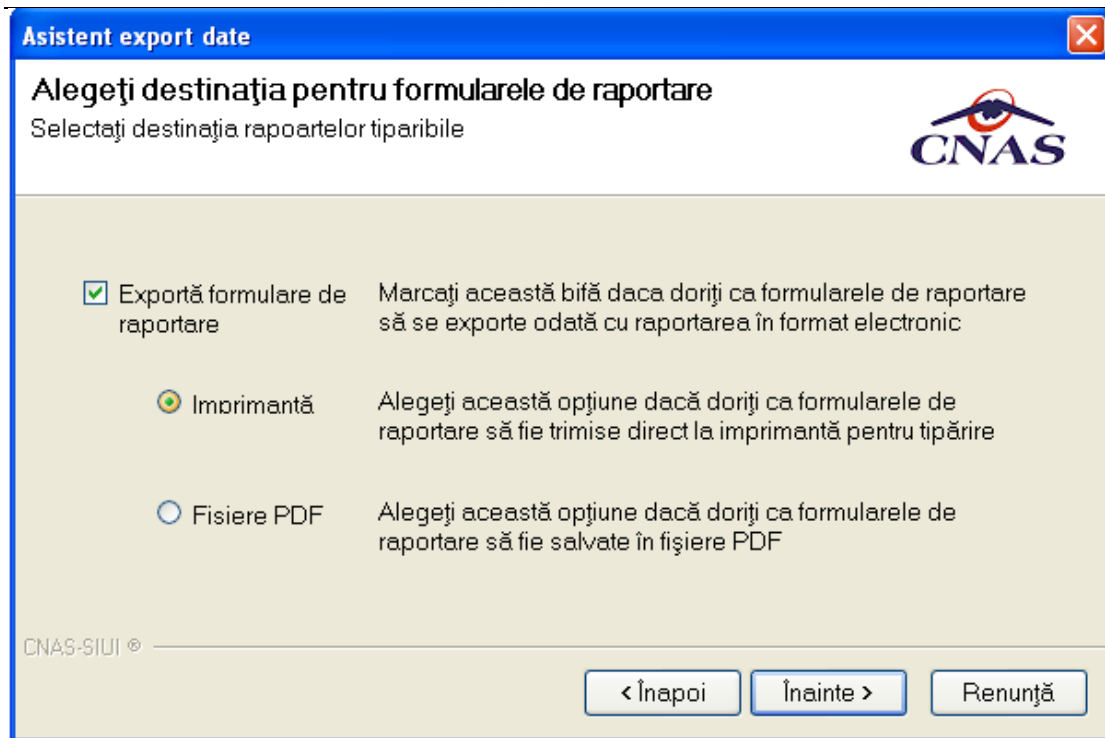 Asistent export date
Alegeţi destinaţia pentru formularele de raportare
Selectaţi destinaţia rapoartelor tiparibile
CNAS
Exportă formulare de
raportare
Marcaţi această bifă daca doriţi ca formularele de raportare
să se exporte odată cu raportarea în format electronic
Imprimantă
Alegeţi această opţiune dacă doriţi ca formularele de
raportare să fie trimise direct la imprimantă pentru tipărire
Fisiere PDF
Alegeţi această opţiune dacă doriţi ca formularele de
raportare să fie salvate în fişiere PDF
CNAS-SIUI ®
< Înapoi
Înainte >
Renunţă